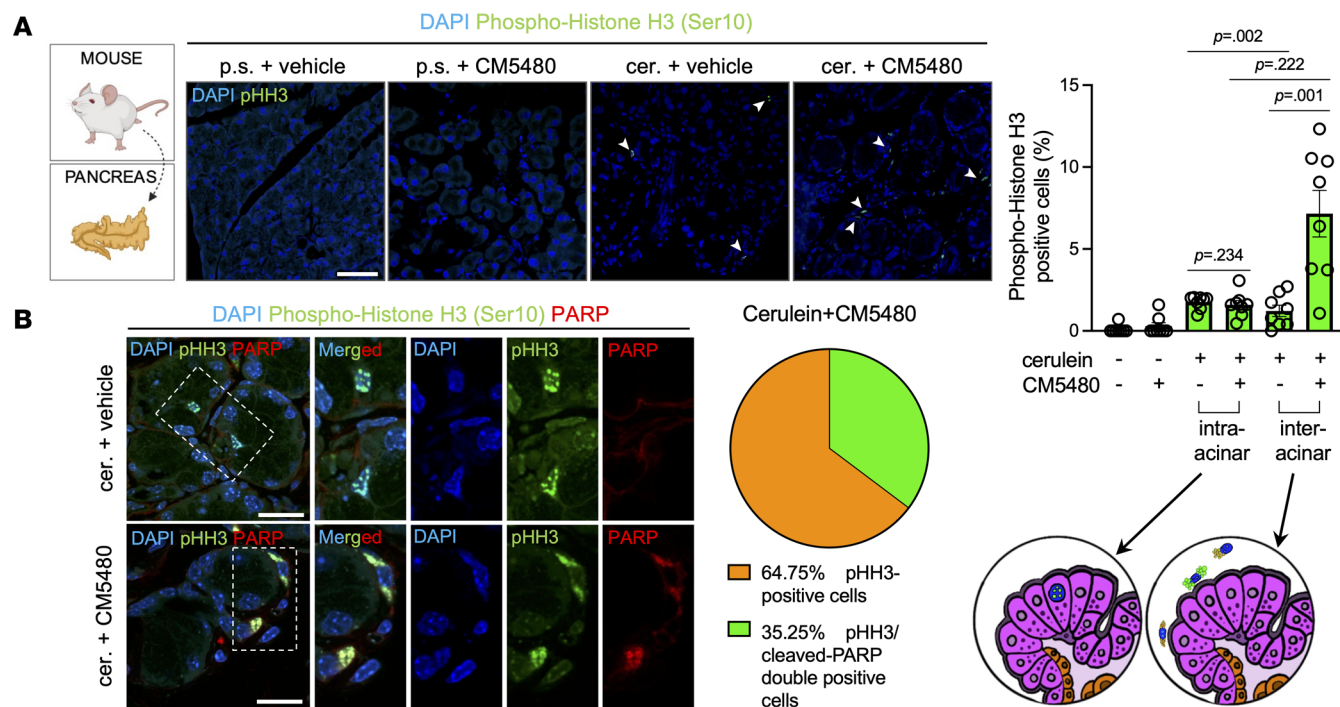 A
MOUSE
PANCREAS
DAPI Phospho-Histone H3 (Ser10)
p.s. + vehicle
p.s. + CM5480
cer. + vehicle
cer. + CM5480
DAPI pHH3
Phospho-Histone H3
positive cells (%)
15
10
5
0
p=.002
p=.222
p=.001
p=.234
cerulein - - + + + +
CM5480 - + - + - +
intra-
acinar
inter-
acinar
B
DAPI Phospho-Histone H3 (Ser10) PARP
cer. + vehicle
DAPI pHH3 PARP
Merged
DAPI
pHH3
PARP
cer. + CM5480
DAPI pHH3 PARP
Merged
DAPI
pHH3
PARP
Cerulein+CM5480
64.75% pHH3-
positive cells
35.25% pHH3/
cleaved-PARP
double positive
cells